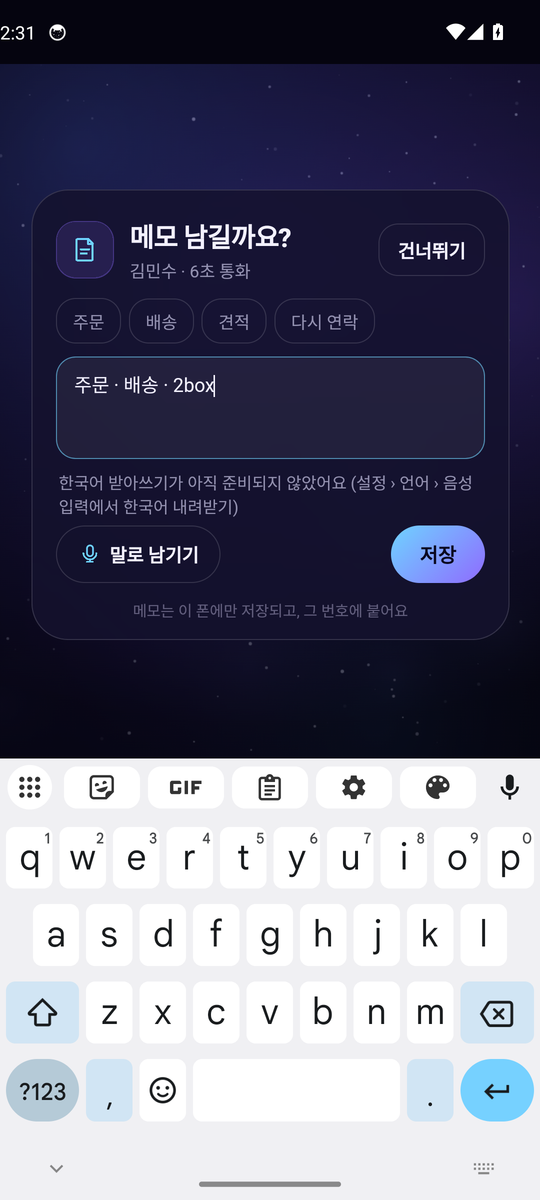 2:31
메모 남길까요?
김민수 · 6초 통화
건너뛰기
주문 배송 견적 다시 연락
주문 · 배송 · 2box
한국어 받아쓰기가 아직 준비되지 않았어요 (설정 › 언어 › 음성
입력에서 한국어 내려받기)
말로 남기기 저장
메모는 이 폰에만 저장되고, 그 번호에 붙어요
GIF
1 2 3 4 5 6 7 8 9 0
q w e r t y u i o p
a s d f g h j k l
z x c v b n m
?123 , .